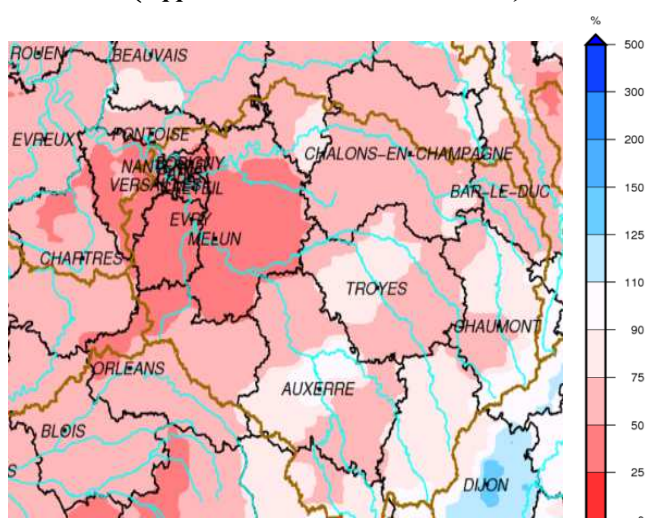 %
ROUEN
BEAUVAIS
500
300
EVREUX
PONTOISE
CHALONS-EN-CHAMPAGNE
200
BAR-LE-DUC
150
EVRY
MELUN
125
CHARTRES
TROYES
110
CHAUMONT
90
ORLEANS
75
AUXERRE
BLOIS
50
DIJON
25